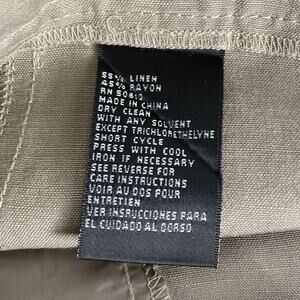 55% LINEN
45% RAYON
RN 50610
MADE IN CHINA
DRY CLEAN
WITH ANY SOLVENT
EXCEPT TRICHLORETHELYNE
SHORT CYCLE
PRESS WITH COOL
IRON IF NECESSARY
SEE REVERSE FOR
CARE INSTRUCTIONS
VOIR AU DOS POUR
ENTRETIEN
VER INSRUCCIONES PARA
EL CUIDADO AL DORSO